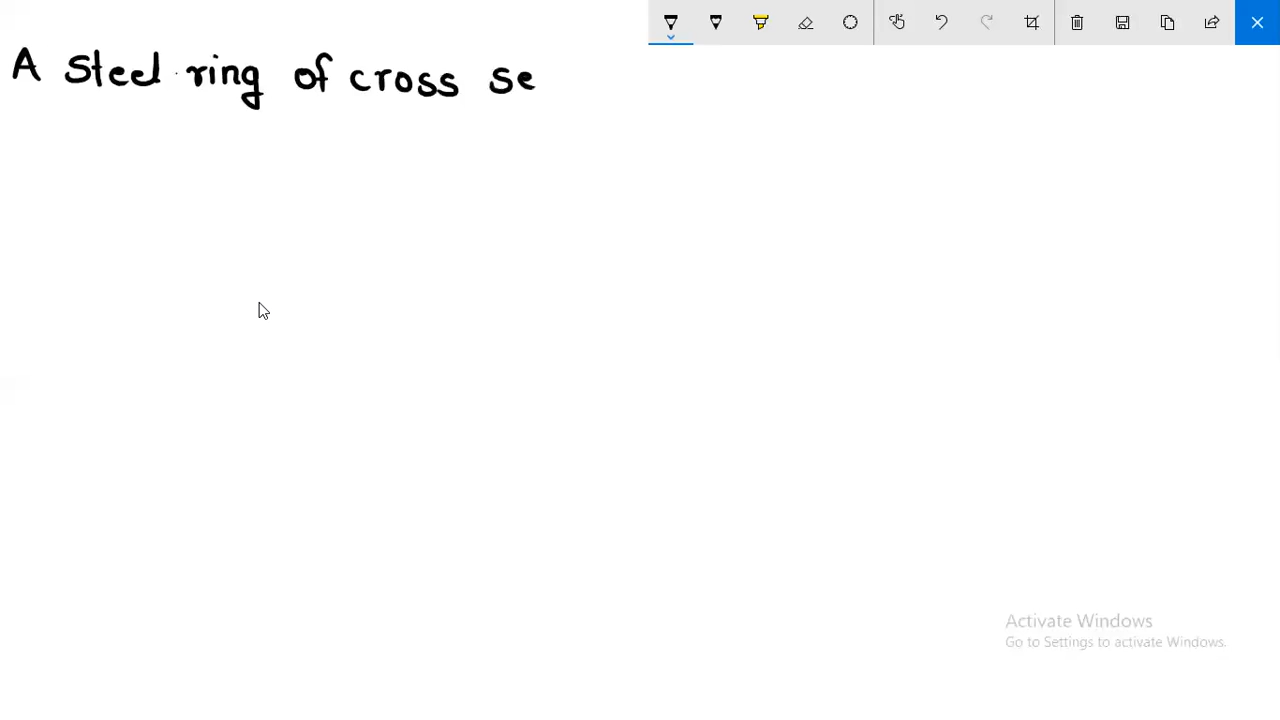 A steel ring of cross se
Activate Windows
Go to Settings to activate Windows.